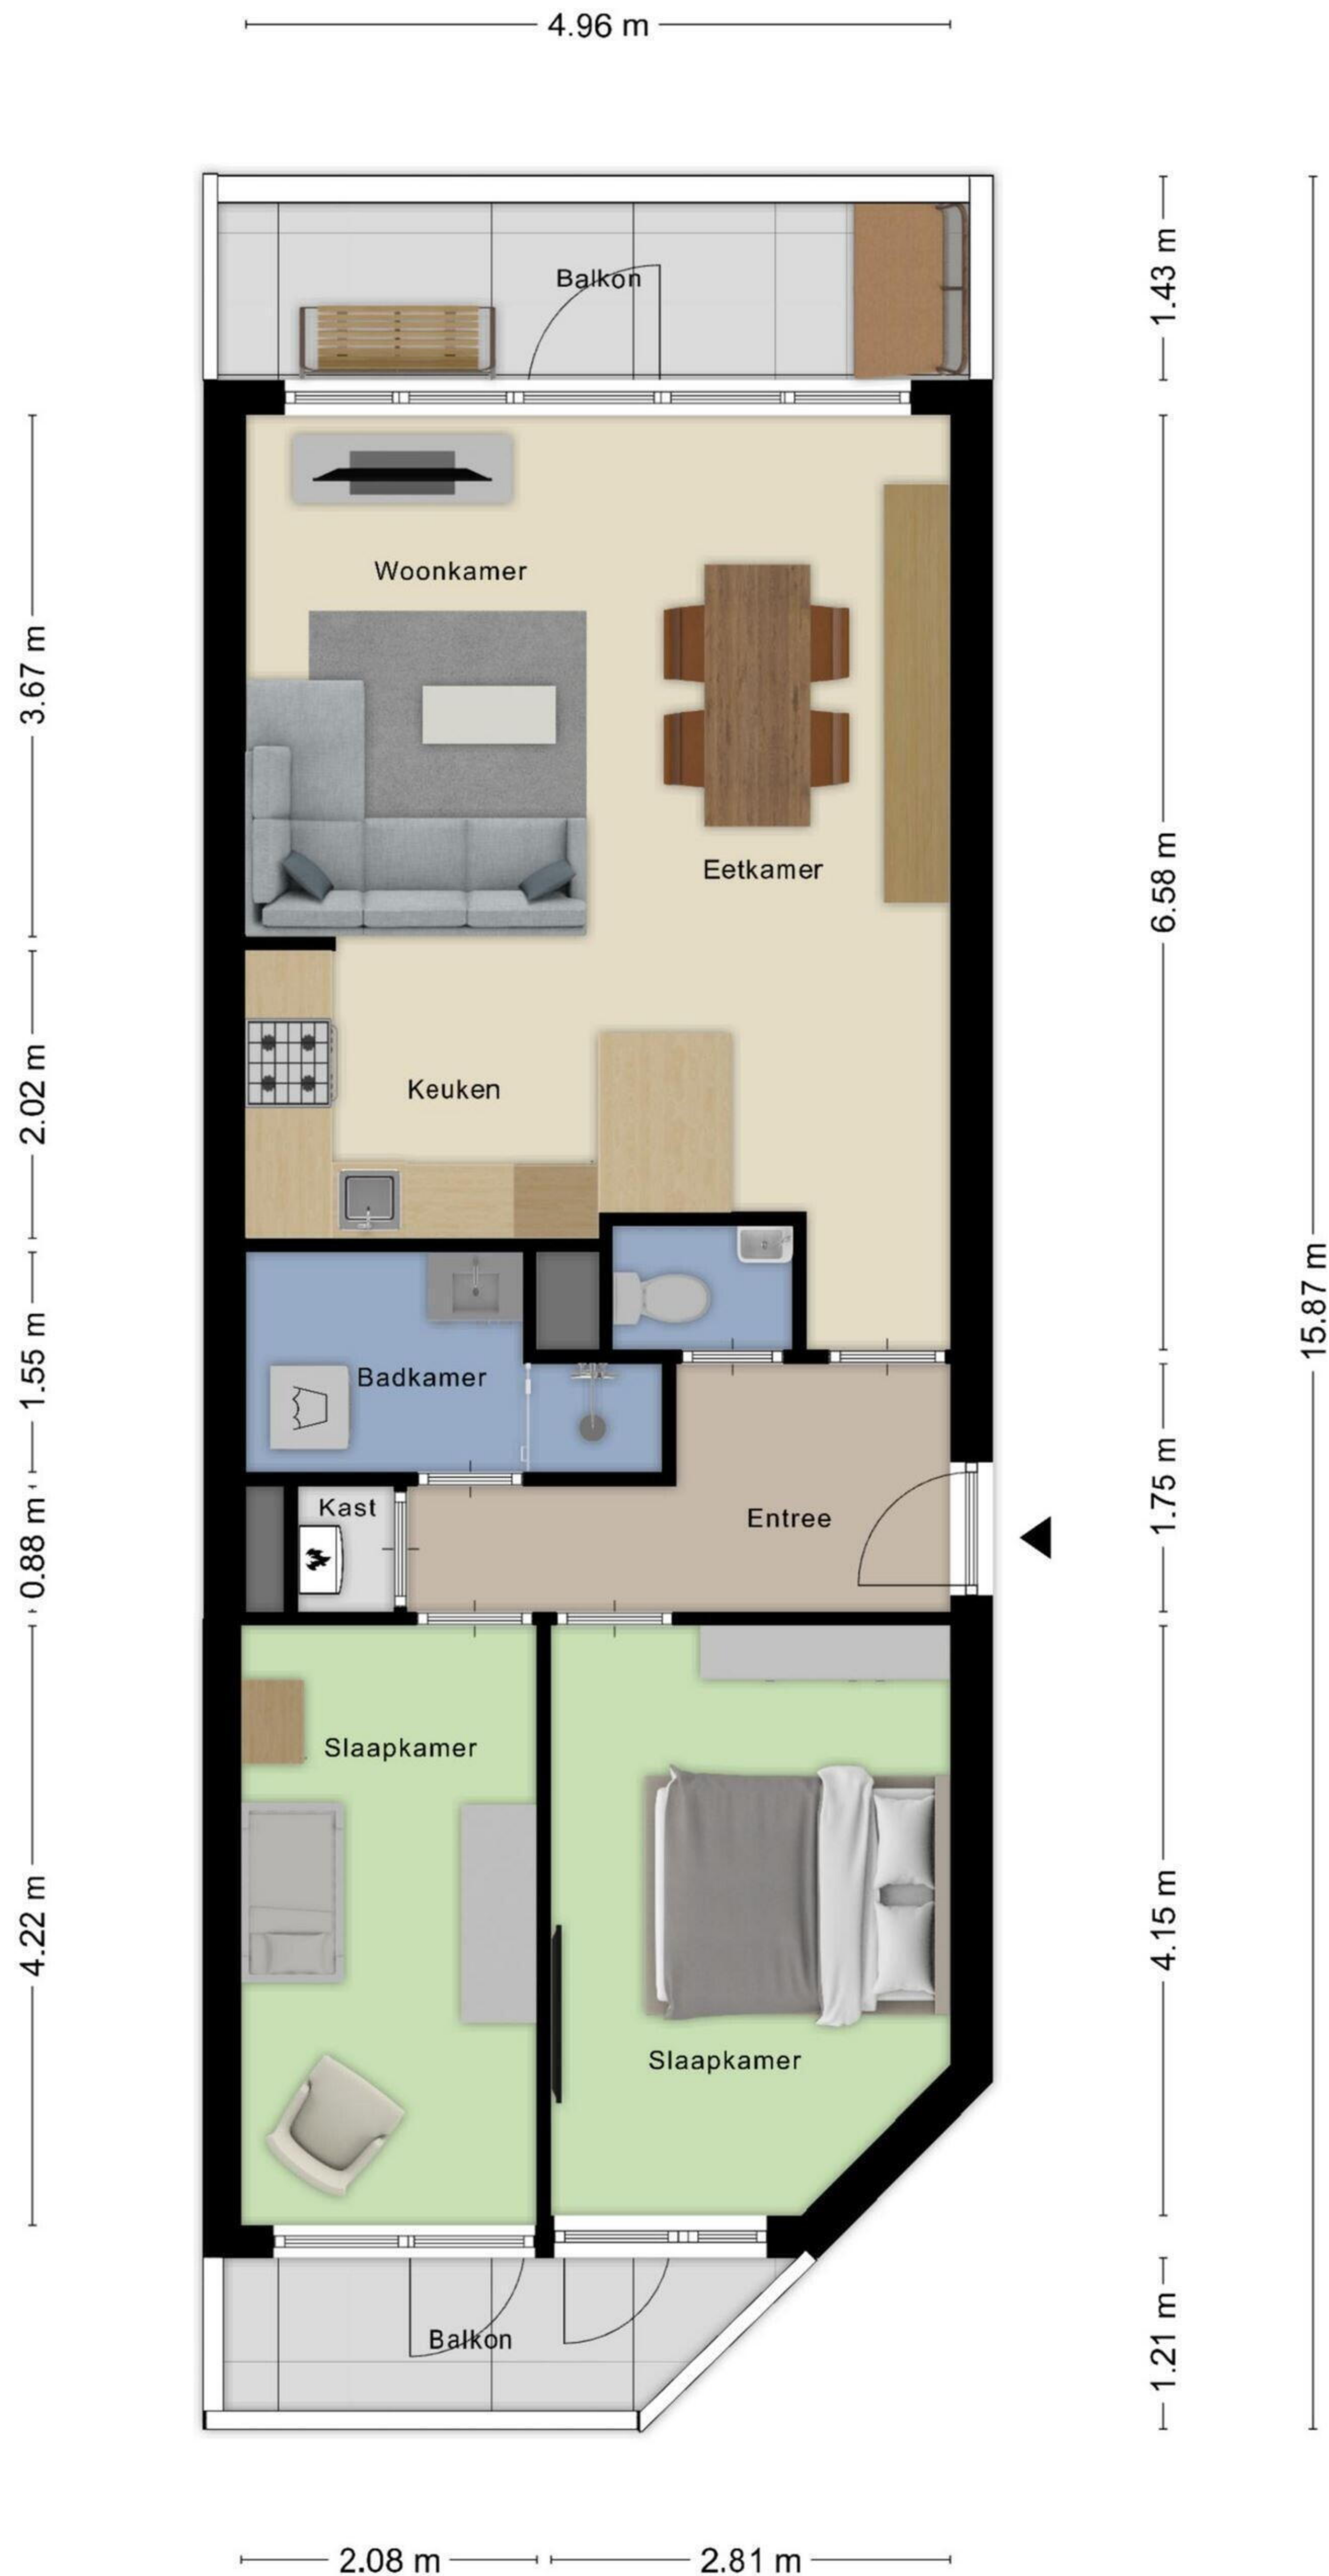 4.96 m
Balkon
1.43 m
Woonkamer
3.67 m
Eetkamer
6.58 m
Keuken
2.02 m
15.87 m
Badkamer
1.55 m
Kast
Entree
1.75 m
0.88 m
Slaapkamer
4.22 m
4.15 m
Slaapkamer
Balkon
1.21 m
2.08 m
2.81 m